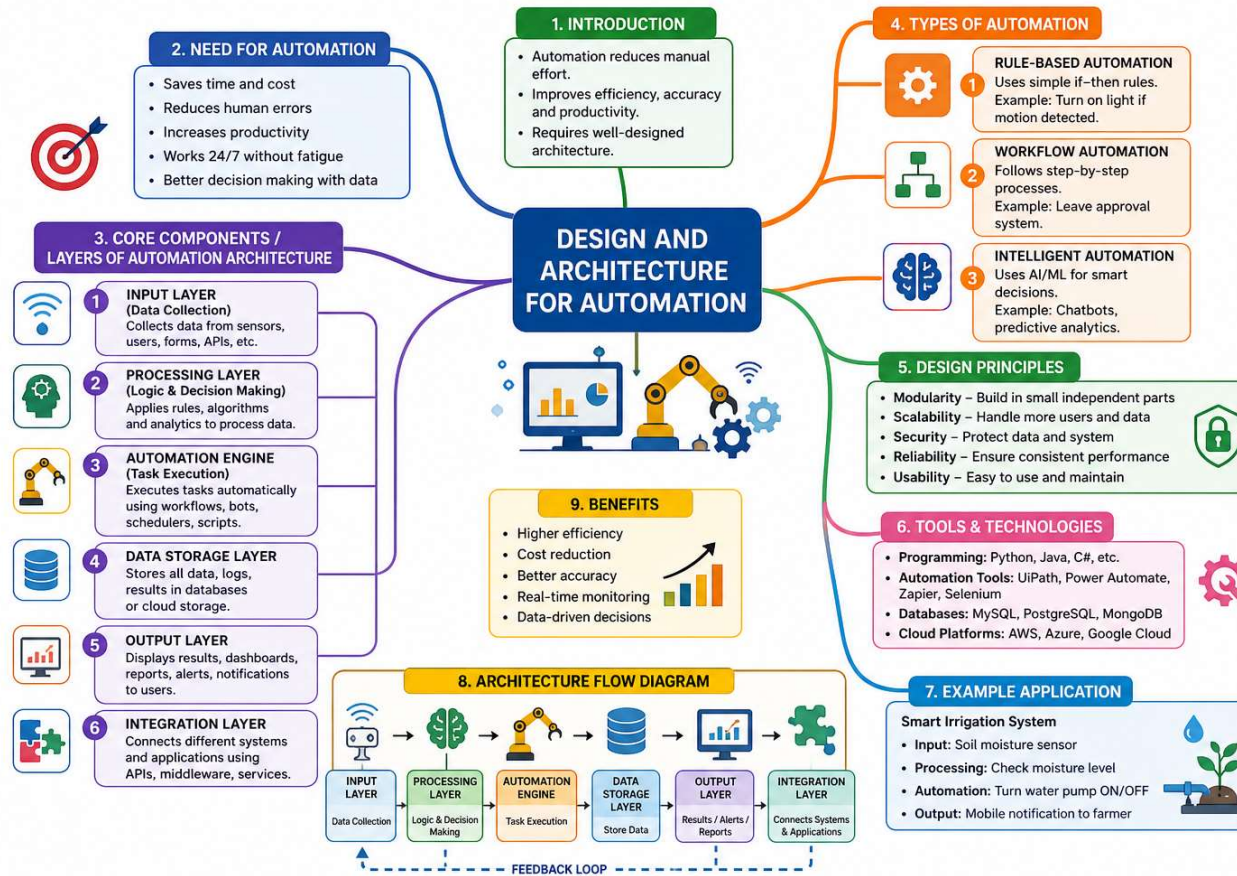 1. INTRODUCTION
• Automation reduces manual
effort.
• Improves efficiency, accuracy
and productivity.
• Requires well-designed
architecture.
2. NEED FOR AUTOMATION
• Saves time and cost
• Reduces human errors
• Increases productivity
• Works 24/7 without fatigue
• Better decision making with data
DESIGN AND
ARCHITECTURE
FOR AUTOMATION
3. CORE COMPONENTS /
LAYERS OF AUTOMATION ARCHITECTURE
1
INPUT LAYER
(Data Collection)
Collects data from sensors,
users, forms, APIs, etc.
2
PROCESSING LAYER
(Logic & Decision Making)
Applies rules, algorithms
and analytics to process data.
3
AUTOMATION ENGINE
(Task Execution)
Executes tasks automatically
using workflows, bots,
schedulers, scripts.
4
DATA STORAGE LAYER
Stores all data, logs,
results in databases
or cloud storage.
5
OUTPUT LAYER
Displays results, dashboards,
reports, alerts, notifications
to users.
6
INTEGRATION LAYER
Connects different systems
and applications using
APIs, middleware, services.
4. TYPES OF AUTOMATION
1
RULE-BASED AUTOMATION
Uses simple if–then rules.
Example: Turn on light if
motion detected.
2
WORKFLOW AUTOMATION
Follows step-by-step
processes.
Example: Leave approval
system.
3
INTELLIGENT AUTOMATION
Uses AI/ML for smart
decisions.
Example: Chatbots,
predictive analytics.
5. DESIGN PRINCIPLES
• Modularity – Build in small independent parts
• Scalability – Handle more users and data
• Security – Protect data and system
• Reliability – Ensure consistent performance
• Usability – Easy to use and maintain
6. TOOLS & TECHNOLOGIES
• Programming: Python, Java, C#, etc.
• Automation Tools: UiPath, Power Automate,
Zapier, Selenium
• Databases: MySQL, PostgreSQL, MongoDB
• Cloud Platforms: AWS, Azure, Google Cloud
7. EXAMPLE APPLICATION
Smart Irrigation System
• Input: Soil moisture sensor
• Processing: Check moisture level
• Automation: Turn water pump ON/OFF
• Output: Mobile notification to farmer
9. BENEFITS
• Higher efficiency
• Cost reduction
• Better accuracy
• Real-time monitoring
• Data-driven decisions
8. ARCHITECTURE FLOW DIAGRAM
INPUT
LAYER
Data Collection
PROCESSING
LAYER
Logic & Decision
Making
AUTOMATION
ENGINE
Task Execution
DATA
STORAGE
LAYER
Store Data
OUTPUT
LAYER
Results / Alerts /
Reports
INTEGRATION
LAYER
Connects Systems
& Applications
FEEDBACK LOOP